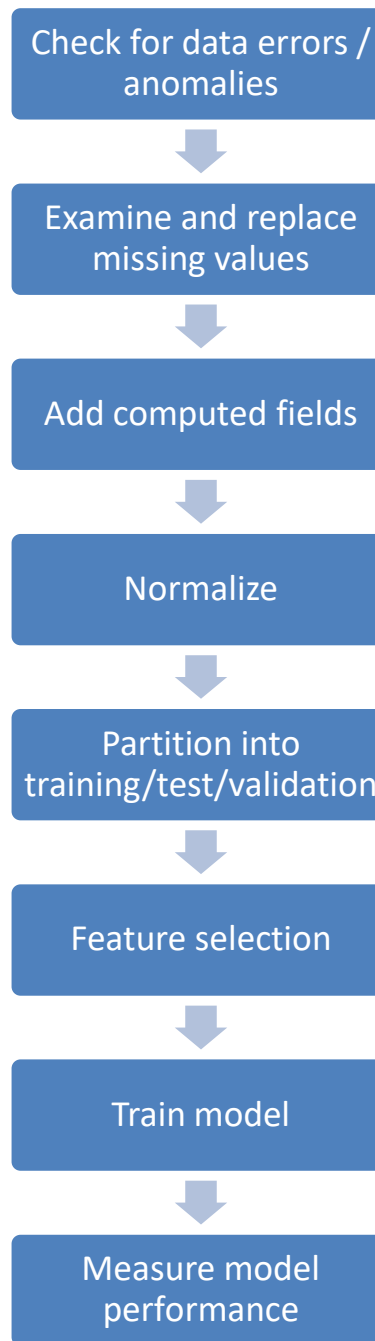 Check for data errors /
anomalies
Examine and replace
missing values
Add computed fields
Normalize
Partition into
training/test/validation
Feature selection
Train model
Measure model
performance